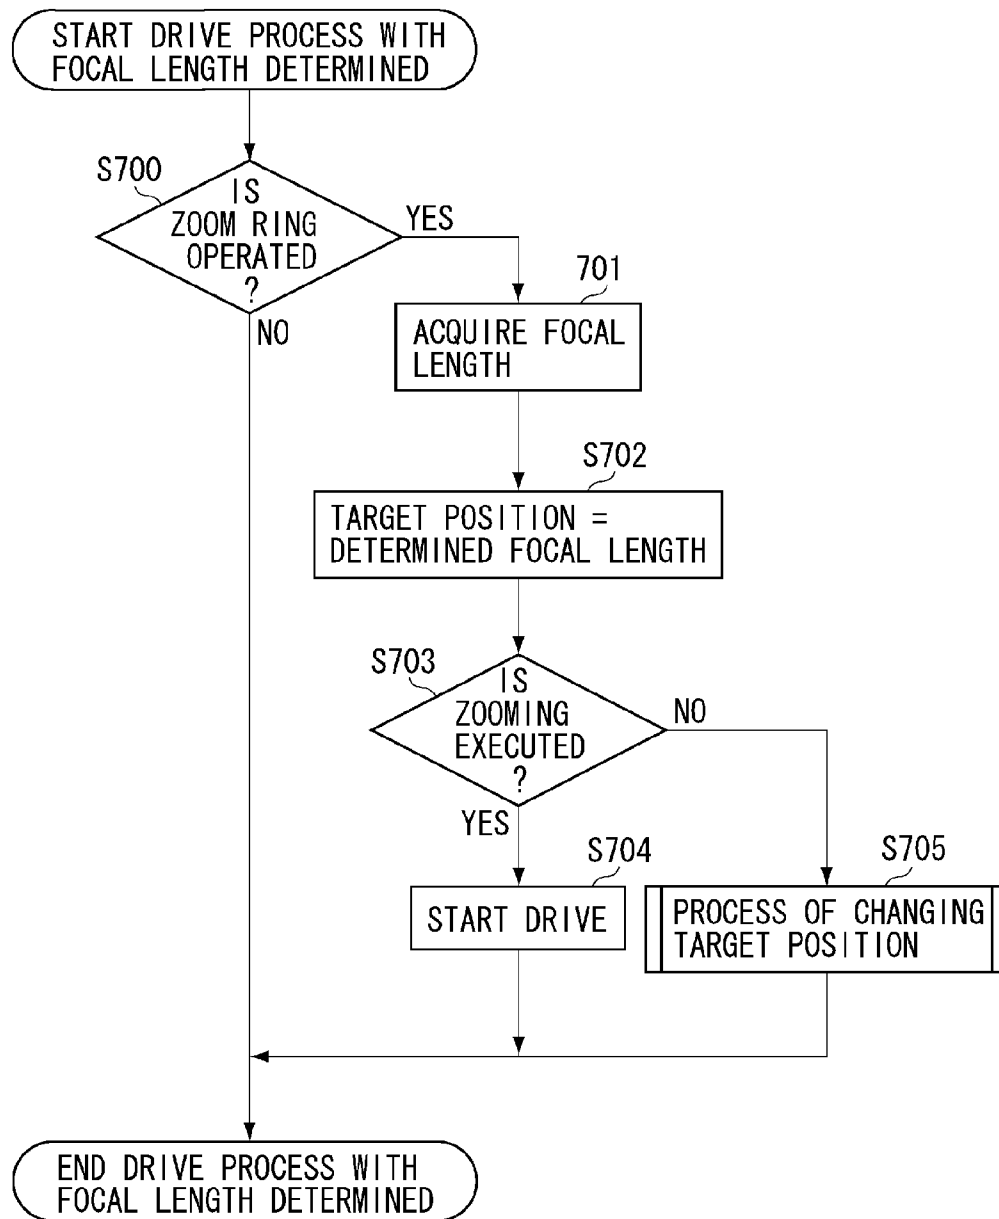 START DRIVE PROCESS WITH
FOCAL LENGTH DETERMINED
S700
IS
ZOOM RING
OPERATED
?
YES
NO
701
ACQUIRE FOCAL
LENGTH
S702
TARGET POSITION =
DETERMINED FOCAL LENGTH
S703
IS
ZOOMING
EXECUTED
?
NO
YES
S704
START DRIVE
S705
PROCESS OF CHANGING
TARGET POSITION
END DRIVE PROCESS WITH
FOCAL LENGTH DETERMINED